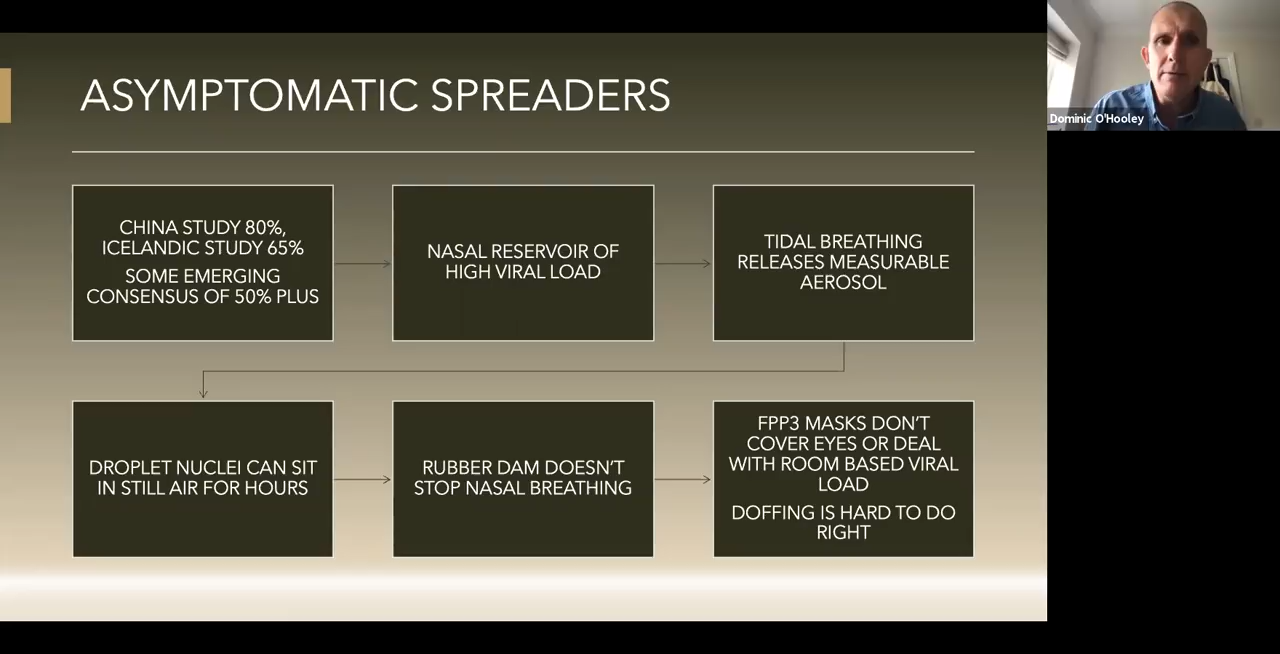 ASYMPTOMATIC SPREADERS
Dominic O'Hooley
CHINA STUDY 80%,
ICELANDIC STUDY 65%
SOME EMERGING
CONSENSUS OF 50% PLUS
NASAL RESERVOIR OF
HIGH VIRAL LOAD
TIDAL BREATHING
RELEASES MEASURABLE
AEROSOL
DROPLET NUCLEI CAN SIT
IN STILL AIR FOR HOURS
RUBBER DAM DOESN'T
STOP NASAL BREATHING
FPP3 MASKS DON'T
COVER EYES OR DEAL
WITH ROOM BASED VIRAL
LOAD
DOFFING IS HARD TO DO
RIGHT